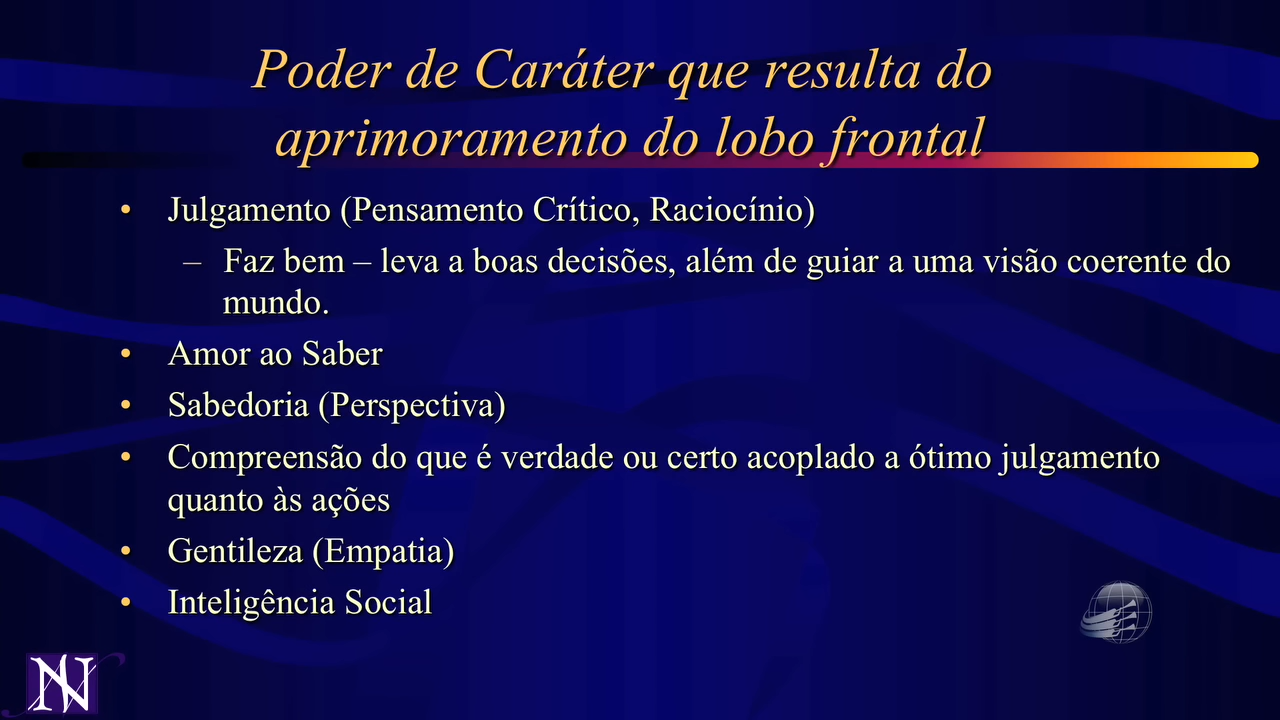 Poder de Caráter que resulta do
aprimoramento do lobo frontal
• Julgamento (Pensamento Crítico, Raciocínio)
– Faz bem – leva a boas decisões, além de guiar a uma visão coerente do
mundo.
• Amor ao Saber
• Sabedoria (Perspectiva)
• Compreensão do que é verdade ou certo acoplado a ótimo julgamento
quanto às ações
• Gentileza (Empatia)
• Inteligência Social
N